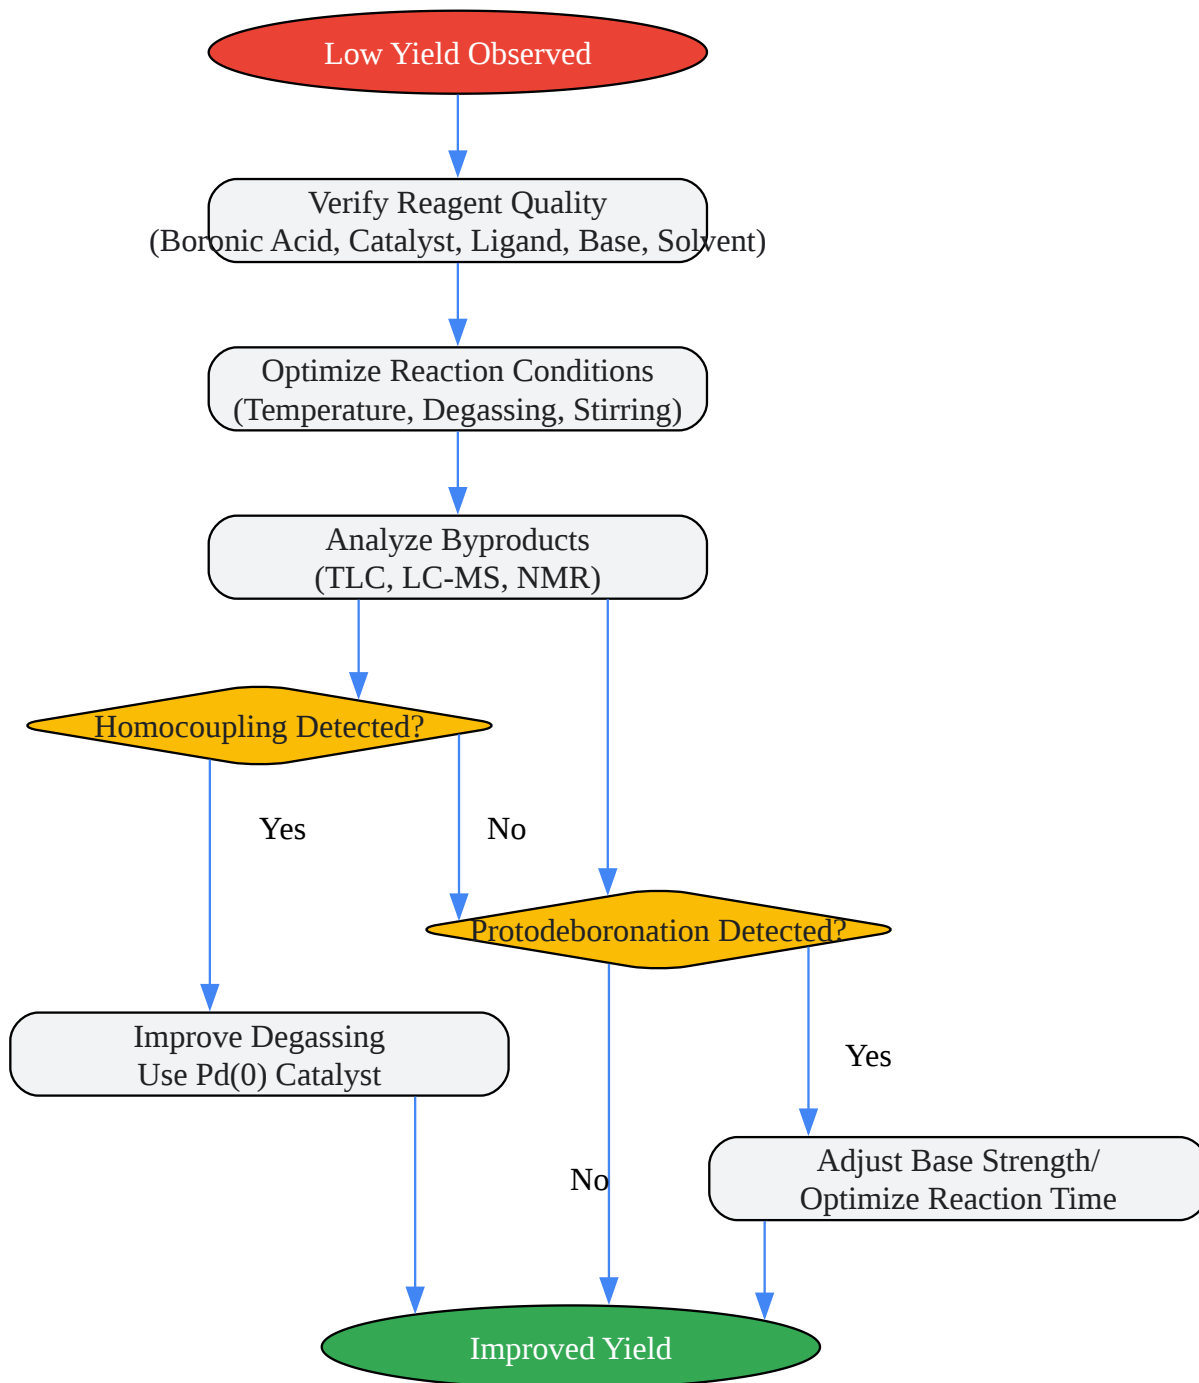 Low Yield Observed
Verify Reagent Quality
(Boronic Acid, Catalyst, Ligand, Base, Solvent)
Optimize Reaction Conditions
(Temperature, Degassing, Stirring)
Analyze Byproducts
(TLC, LC-MS, NMR)
Homocoupling Detected?
Yes
No
Protodeboronation Detected?
Improve Degassing
Use Pd(0) Catalyst
Yes
No
Adjust Base Strength/
Optimize Reaction Time
Improved Yield